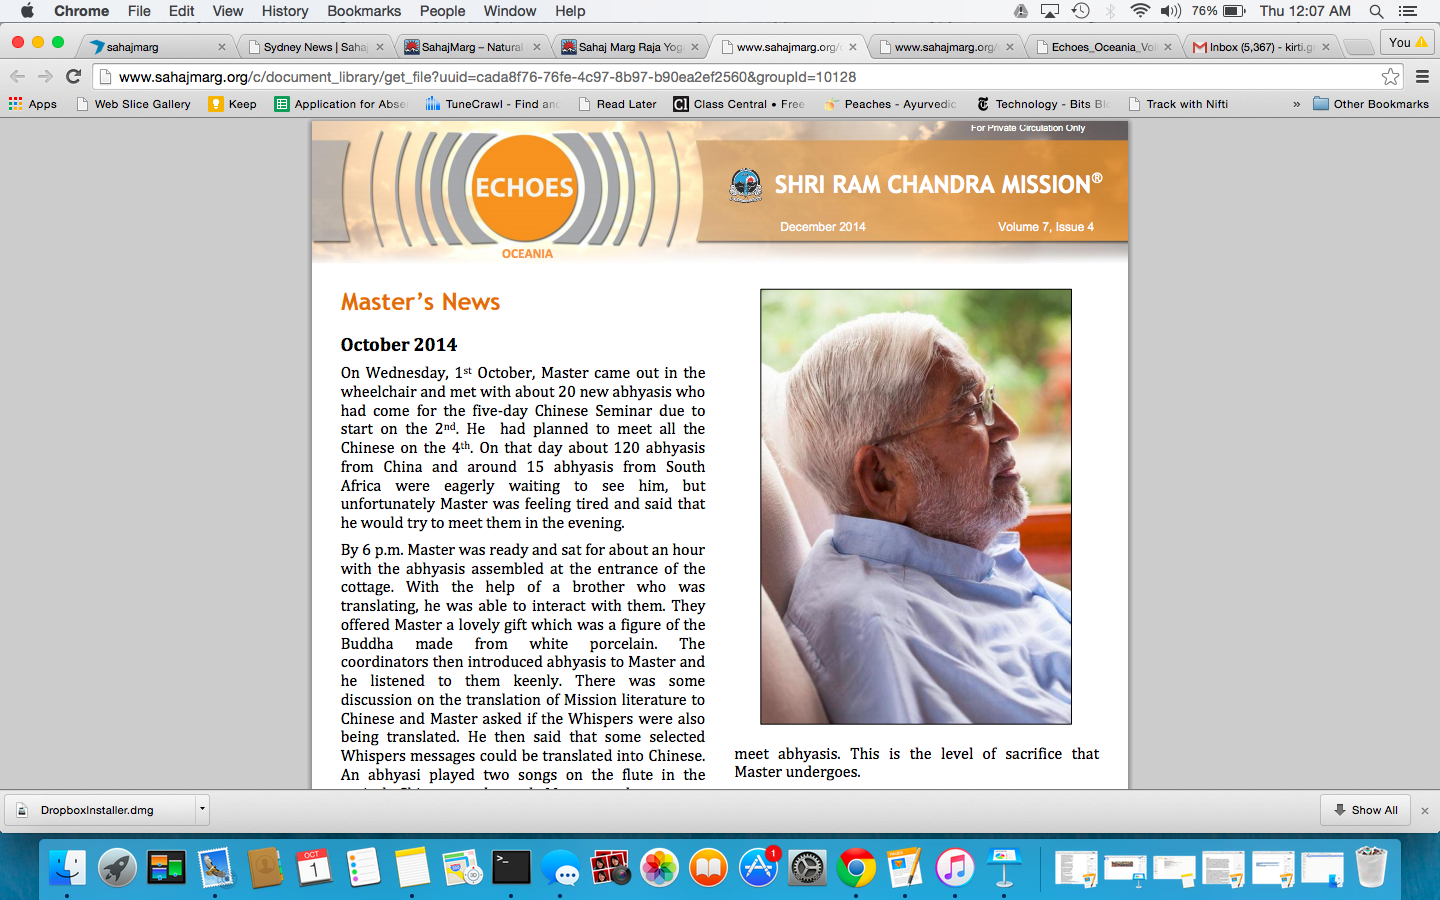 Chrome File Edit View History Bookmarks People Window Help 76% Thu 12:07 AM
sahajmarg Sydney News | Sahaj SahajMarg – Natural Sahaj Marg Raja Yog www.sahajmarg.org/ www.sahajmarg.org/ Echoes_Oceania_Vol Inbox (5,367) - kirti.g You
www.sahajmarg.org/c/document_library/get_file?uuid=cada8f76-76fe-4c97-8b97-b90ea2ef2560&groupId=10128
Apps Web Slice Gallery Keep Application for Abse TuneCrawl - Find and Read Later Class Central • Free Peaches - Ayurvedic Technology - Bits Bl Track with Nifti » Other Bookmarks
For Private Circulation Only
ECHOES
OCEANIA
SHRI RAM CHANDRA MISSION®
December 2014 Volume 7, Issue 4
Master's News
October 2014
On Wednesday, 1st October, Master came out in the
wheelchair and met with about 20 new abhyasis who
had come for the five-day Chinese Seminar due to
start on the 2nd. He had planned to meet all the
Chinese on the 4th. On that day about 120 abhyasis
from China and around 15 abhyasis from South
Africa were eagerly waiting to see him, but
unfortunately Master was feeling tired and said that
he would try to meet them in the evening.
By 6 p.m. Master was ready and sat for about an hour
with the abhyasis assembled at the entrance of the
cottage. With the help of a brother who was
translating, he was able to interact with them. They
offered Master a lovely gift which was a figure of the
Buddha made from white porcelain. The
coordinators then introduced abhyasis to Master and
he listened to them keenly. There was some
discussion on the translation of Mission literature to
Chinese and Master asked if the Whispers were also
being translated. He then said that some selected
Whispers messages could be translated into Chinese.
An abhyasi played two songs on the flute in the
meet abhyasis. This is the level of sacrifice that
Master undergoes.
DropboxInstaller.dmg Show All
OCT
1
1